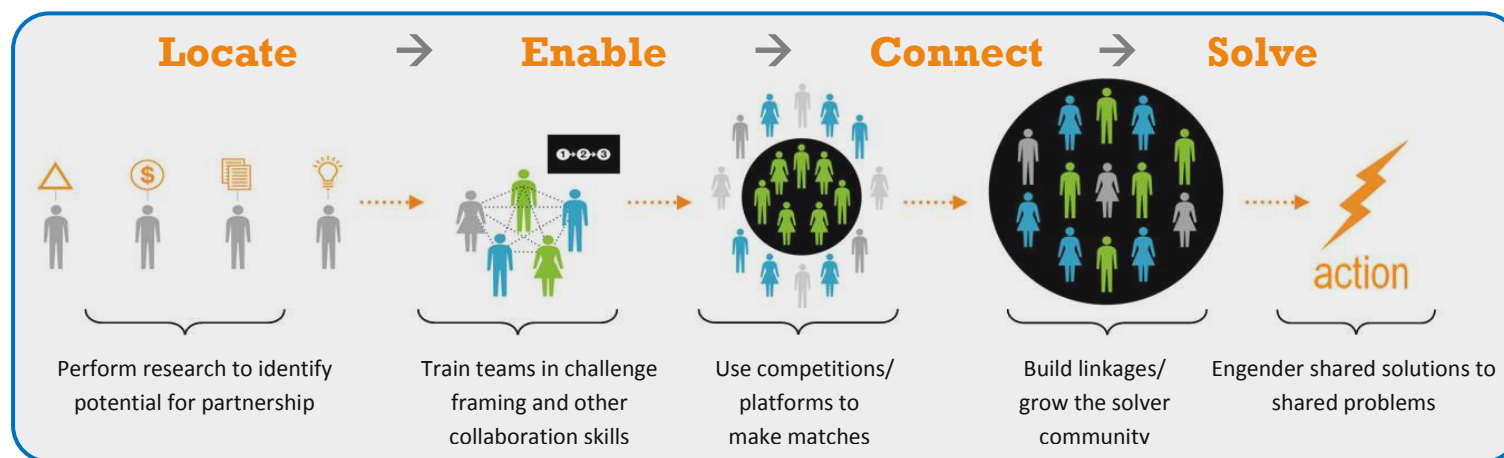 Locate → Enable → Connect → Solve
$
1→2→3
action
Perform research to identify
potential for partnership
Train teams in challenge
framing and other
collaboration skills
Use competitions/
platforms to
make matches
Build linkages/
grow the solver
community
Engender shared solutions to
shared problems